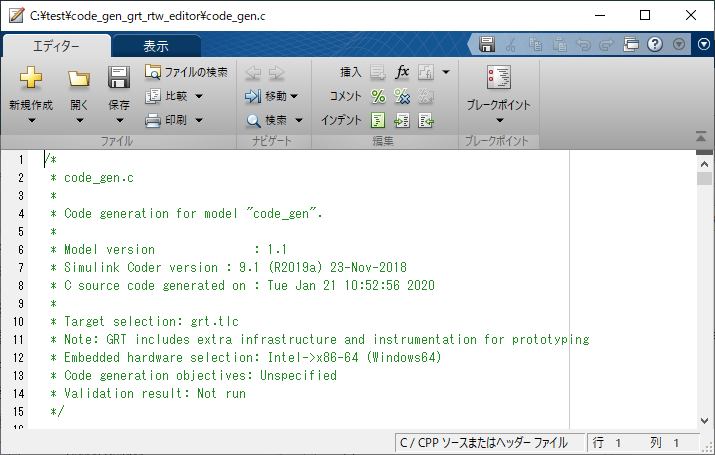 C:¥test¥code_gen_grt_rtw_editor¥code_gen.c
エディター 表示
新規作成 開く 保存 ファイルの検索 比較 印刷 移動 検索 挿入 fx コメント インデント ブレークポイント
ファイル ナビゲート 編集 ブレークポイント
1 /*
2 * code_gen.c
3 *
4 * Code generation for model "code_gen".
5 *
6 * Model version : 1.1
7 * Simulink Coder version : 9.1 (R2019a) 23-Nov-2018
8 * C source code generated on : Tue Jan 21 10:52:56 2020
9 *
10 * Target selection: grt.tlc
11 * Note: GRT includes extra infrastructure and instrumentation for prototyping
12 * Embedded hardware selection: Intel->x86-64 (Windows64)
13 * Code generation objectives: Unspecified
14 * Validation result: Not run
15 */
C / CPP ソースまたはヘッダー ファイル 行 1 列 1